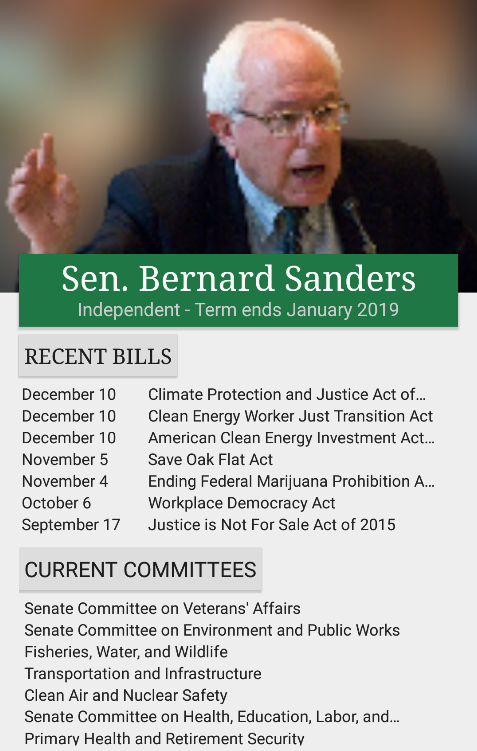 Sen. Bernard Sanders
Independent - Term ends January 2019
RECENT BILLS
December 10 Climate Protection and Justice Act of...
December 10 Clean Energy Worker Just Transition Act
December 10 American Clean Energy Investment Act...
November 5 Save Oak Flat Act
November 4 Ending Federal Marijuana Prohibition A...
October 6 Workplace Democracy Act
September 17 Justice is Not For Sale Act of 2015
CURRENT COMMITTEES
Senate Committee on Veterans' Affairs
Senate Committee on Environment and Public Works
Fisheries, Water, and Wildlife
Transportation and Infrastructure
Clean Air and Nuclear Safety
Senate Committee on Health, Education, Labor, and...
Primary Health and Retirement Security